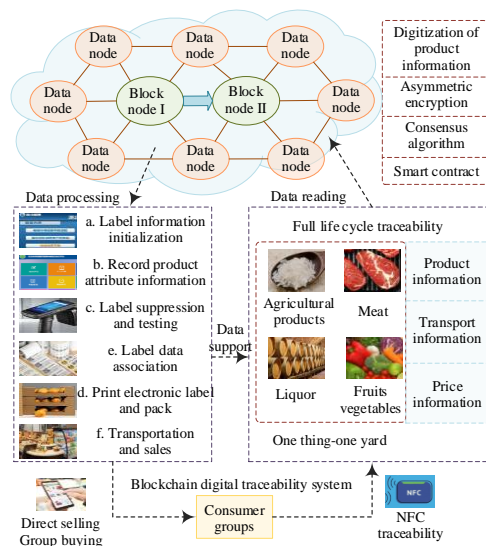 Data
node
Data
node
Data
node
Data
node
Block
node I
Block
node II
Data
node
Data
node
Data
node
Data
node
Digitization of
product
information
Asymmetric
encryption
Consensus
algorithm
Smart contract
Data processing
Data reading
a. Label information
initialization
b. Record product
attribute information
c. Label suppression
and testing
e. Label data
association
d. Print electronic label
and pack
f. Transportation
and sales
Data
support
Full life cycle traceability
Agricultural
products
Meat
Liquor
Fruits
vegetables
Product
information
Transport
information
Price
information
One thing-one yard
Blockchain digital traceability system
Direct selling
Group buying
Consumer
groups
NFC
NFC
traceability